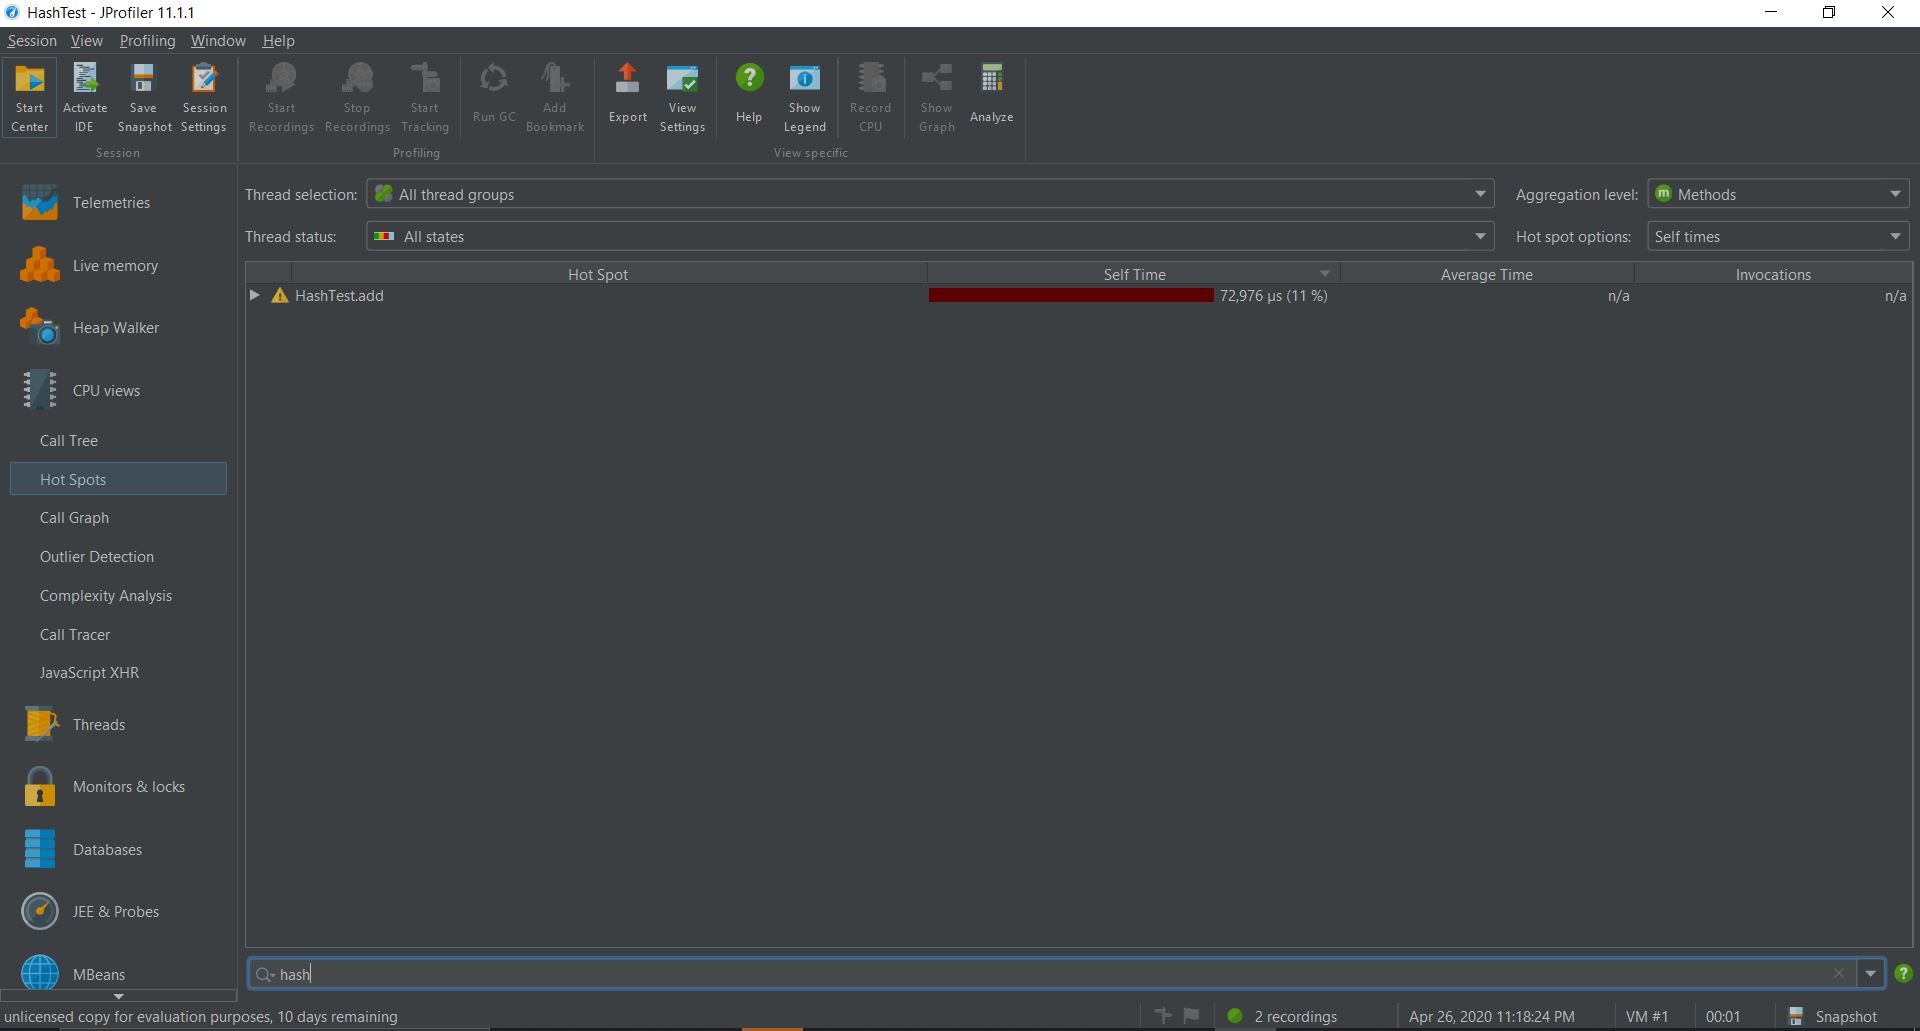 HashTest - JProfiler 11.1.1
Session View Profiling Window Help
Start Center
Activate IDE
Save Snapshot
Session Settings
Start Recordings
Stop Recordings
Start Tracking
Run GC
Add Bookmark
Export
View Settings
Help
Show Legend
Record CPU
Show Graph
Analyze
Session
Profiling
View specific
Telemetries
Live memory
Heap Walker
CPU views
Call Tree
Hot Spots
Call Graph
Outlier Detection
Complexity Analysis
Call Tracer
JavaScript XHR
Threads
Monitors & locks
Databases
JEE & Probes
MBeans
Thread selection: All thread groups
Aggregation level: m Methods
Thread status: All states
Hot spot options: Self times
Hot Spot Self Time Average Time Invocations
HashTest.add 72,976 µs (11 %) n/a n/a
hash
unlicensed copy for evaluation purposes, 10 days remaining
2 recordings
Apr 26, 2020 11:18:24 PM
VM #1
00:01
Snapshot